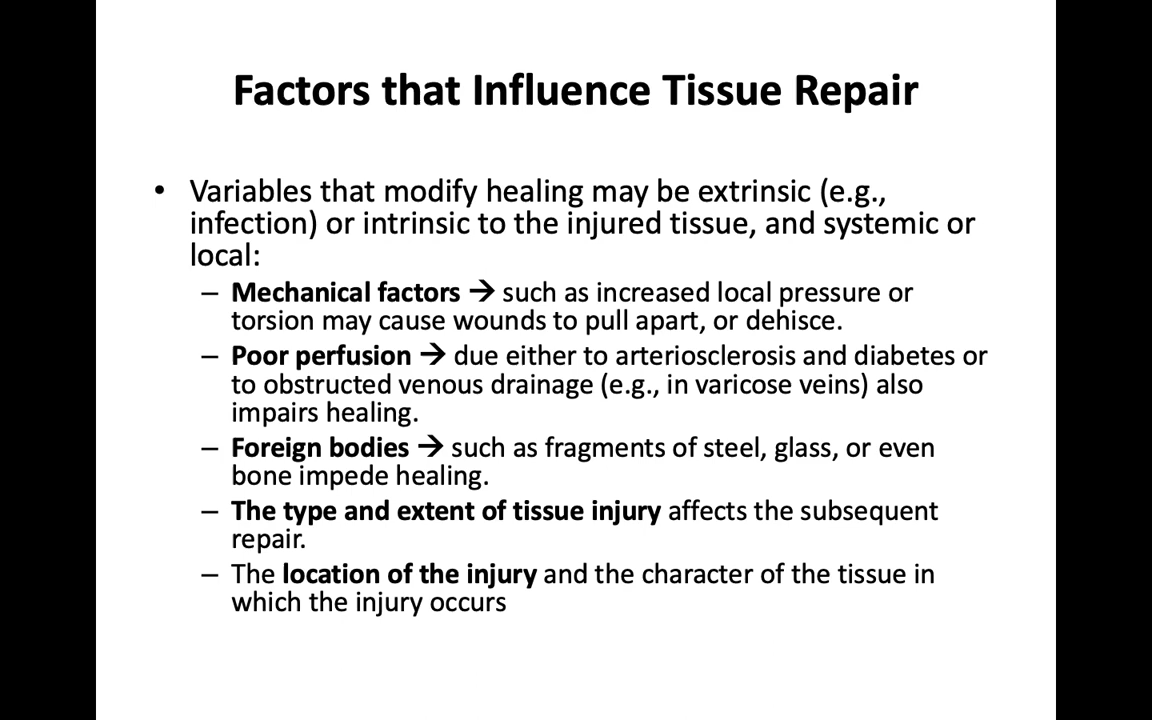 Factors that Influence Tissue Repair
• Variables that modify healing may be extrinsic (e.g.,
infection) or intrinsic to the injured tissue, and systemic or
local:
– Mechanical factors → such as increased local pressure or
torsion may cause wounds to pull apart, or dehisce.
– Poor perfusion → due either to arteriosclerosis and diabetes or
to obstructed venous drainage (e.g., in varicose veins) also
impairs healing.
– Foreign bodies → such as fragments of steel, glass, or even
bone impede healing.
– The type and extent of tissue injury affects the subsequent
repair.
– The location of the injury and the character of the tissue in
which the injury occurs